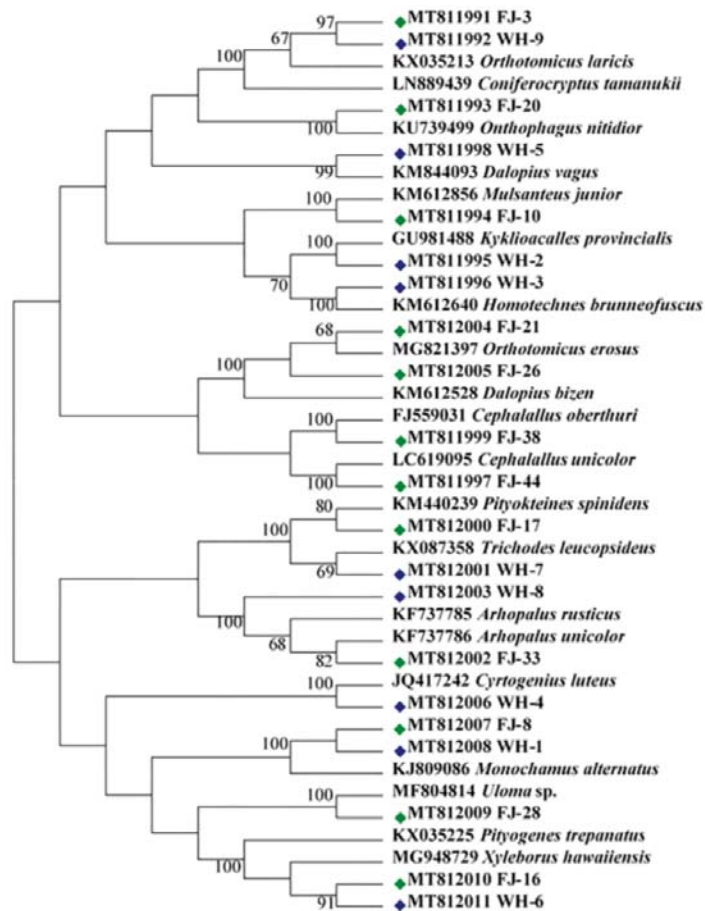 97
MT811991 FJ-3
67
MT811992 WH-9
100
KX035213 Orthotomicus laricis
LN889439 Coniferocryptus tamanukii
MT811993 FJ-20
100
KU739499 Onthophagus nitidior
MT811998 WH-5
99
KM844093 Dalopius vagus
100
KM612856 Mulsanteus junior
MT811994 FJ-10
100
GU981488 Kyklioacalles provincialis
MT811995 WH-2
70
MT811996 WH-3
100
KM612640 Homotechnes brunneofuscus
68
MT812004 FJ-21
MG821397 Orthotomicus erosus
100
MT812005 FJ-26
KM612528 Dalopius bizen
100
FJ559031 Cephalallus oberthuri
MT811999 FJ-38
LC619095 Cephalallus unicolor
100
MT811997 FJ-44
80
KM440239 Pityokteines spinidens
100
MT812000 FJ-17
KX087358 Trichodes leucopsideus
69
MT812001 WH-7
MT812003 WH-8
100
KF737785 Arhopalus rusticus
68
KF737786 Arhopalus unicolor
82
MT812002 FJ-33
100
JQ417242 Cyrtogenius luteus
MT812006 WH-4
MT812007 FJ-8
100
MT812008 WH-1
KJ809086 Monochamus alternatus
100
MF804814 Uloma sp.
MT812009 FJ-28
KX035225 Pityogenes trepanatus
100
MG948729 Xyleborus hawaiiensis
MT812010 FJ-16
91
MT812011 WH-6